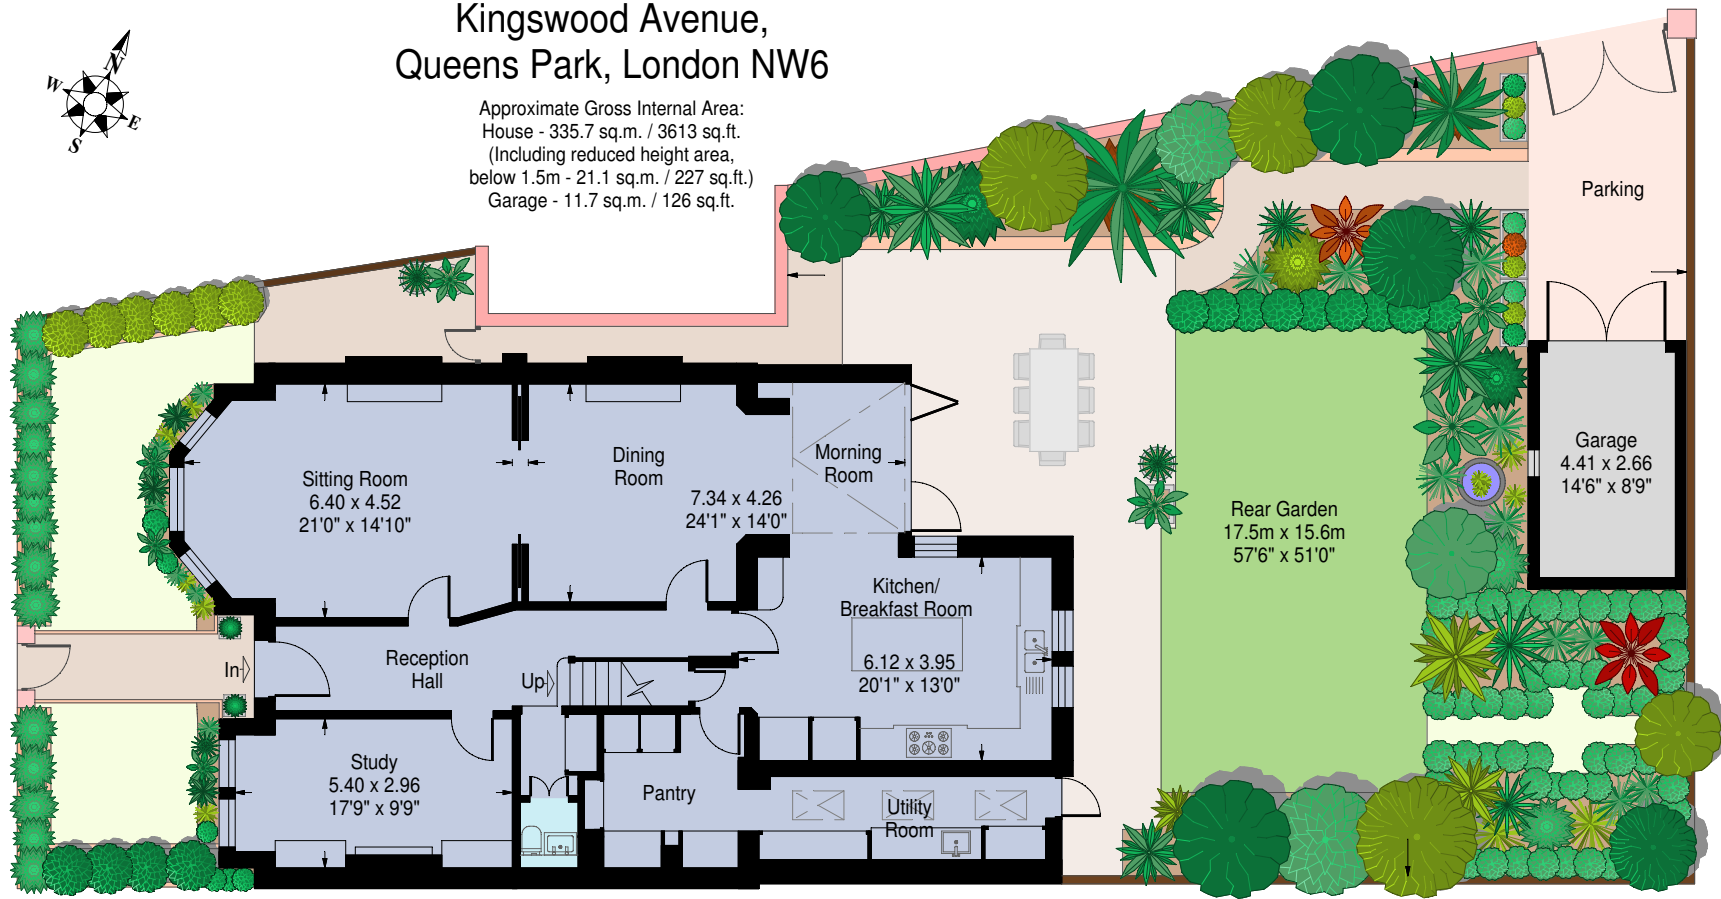 Kingswood Avenue,
Queens Park, London NW6
Approximate Gross Internal Area:
House - 335.7 sq.m. / 3613 sq.ft.
(Including reduced height area,
below 1.5m - 21.1 sq.m. / 227 sq.ft.)
Garage - 11.7 sq.m. / 126 sq.ft.
N
W
E
S
Parking
Garage
4.41 x 2.66
14'6" x 8'9"
Sitting Room
6.40 x 4.52
21'0" x 14'10"
Dining
Room
7.34 x 4.26
24'1" x 14'0"
Morning
Room
Rear Garden
17.5m x 15.6m
57'6" x 51'0"
Kitchen/
Breakfast Room
6.12 x 3.95
20'1" x 13'0"
In
Reception
Hall
Up
Study
5.40 x 2.96
17'9" x 9'9"
Pantry
Utility
Room